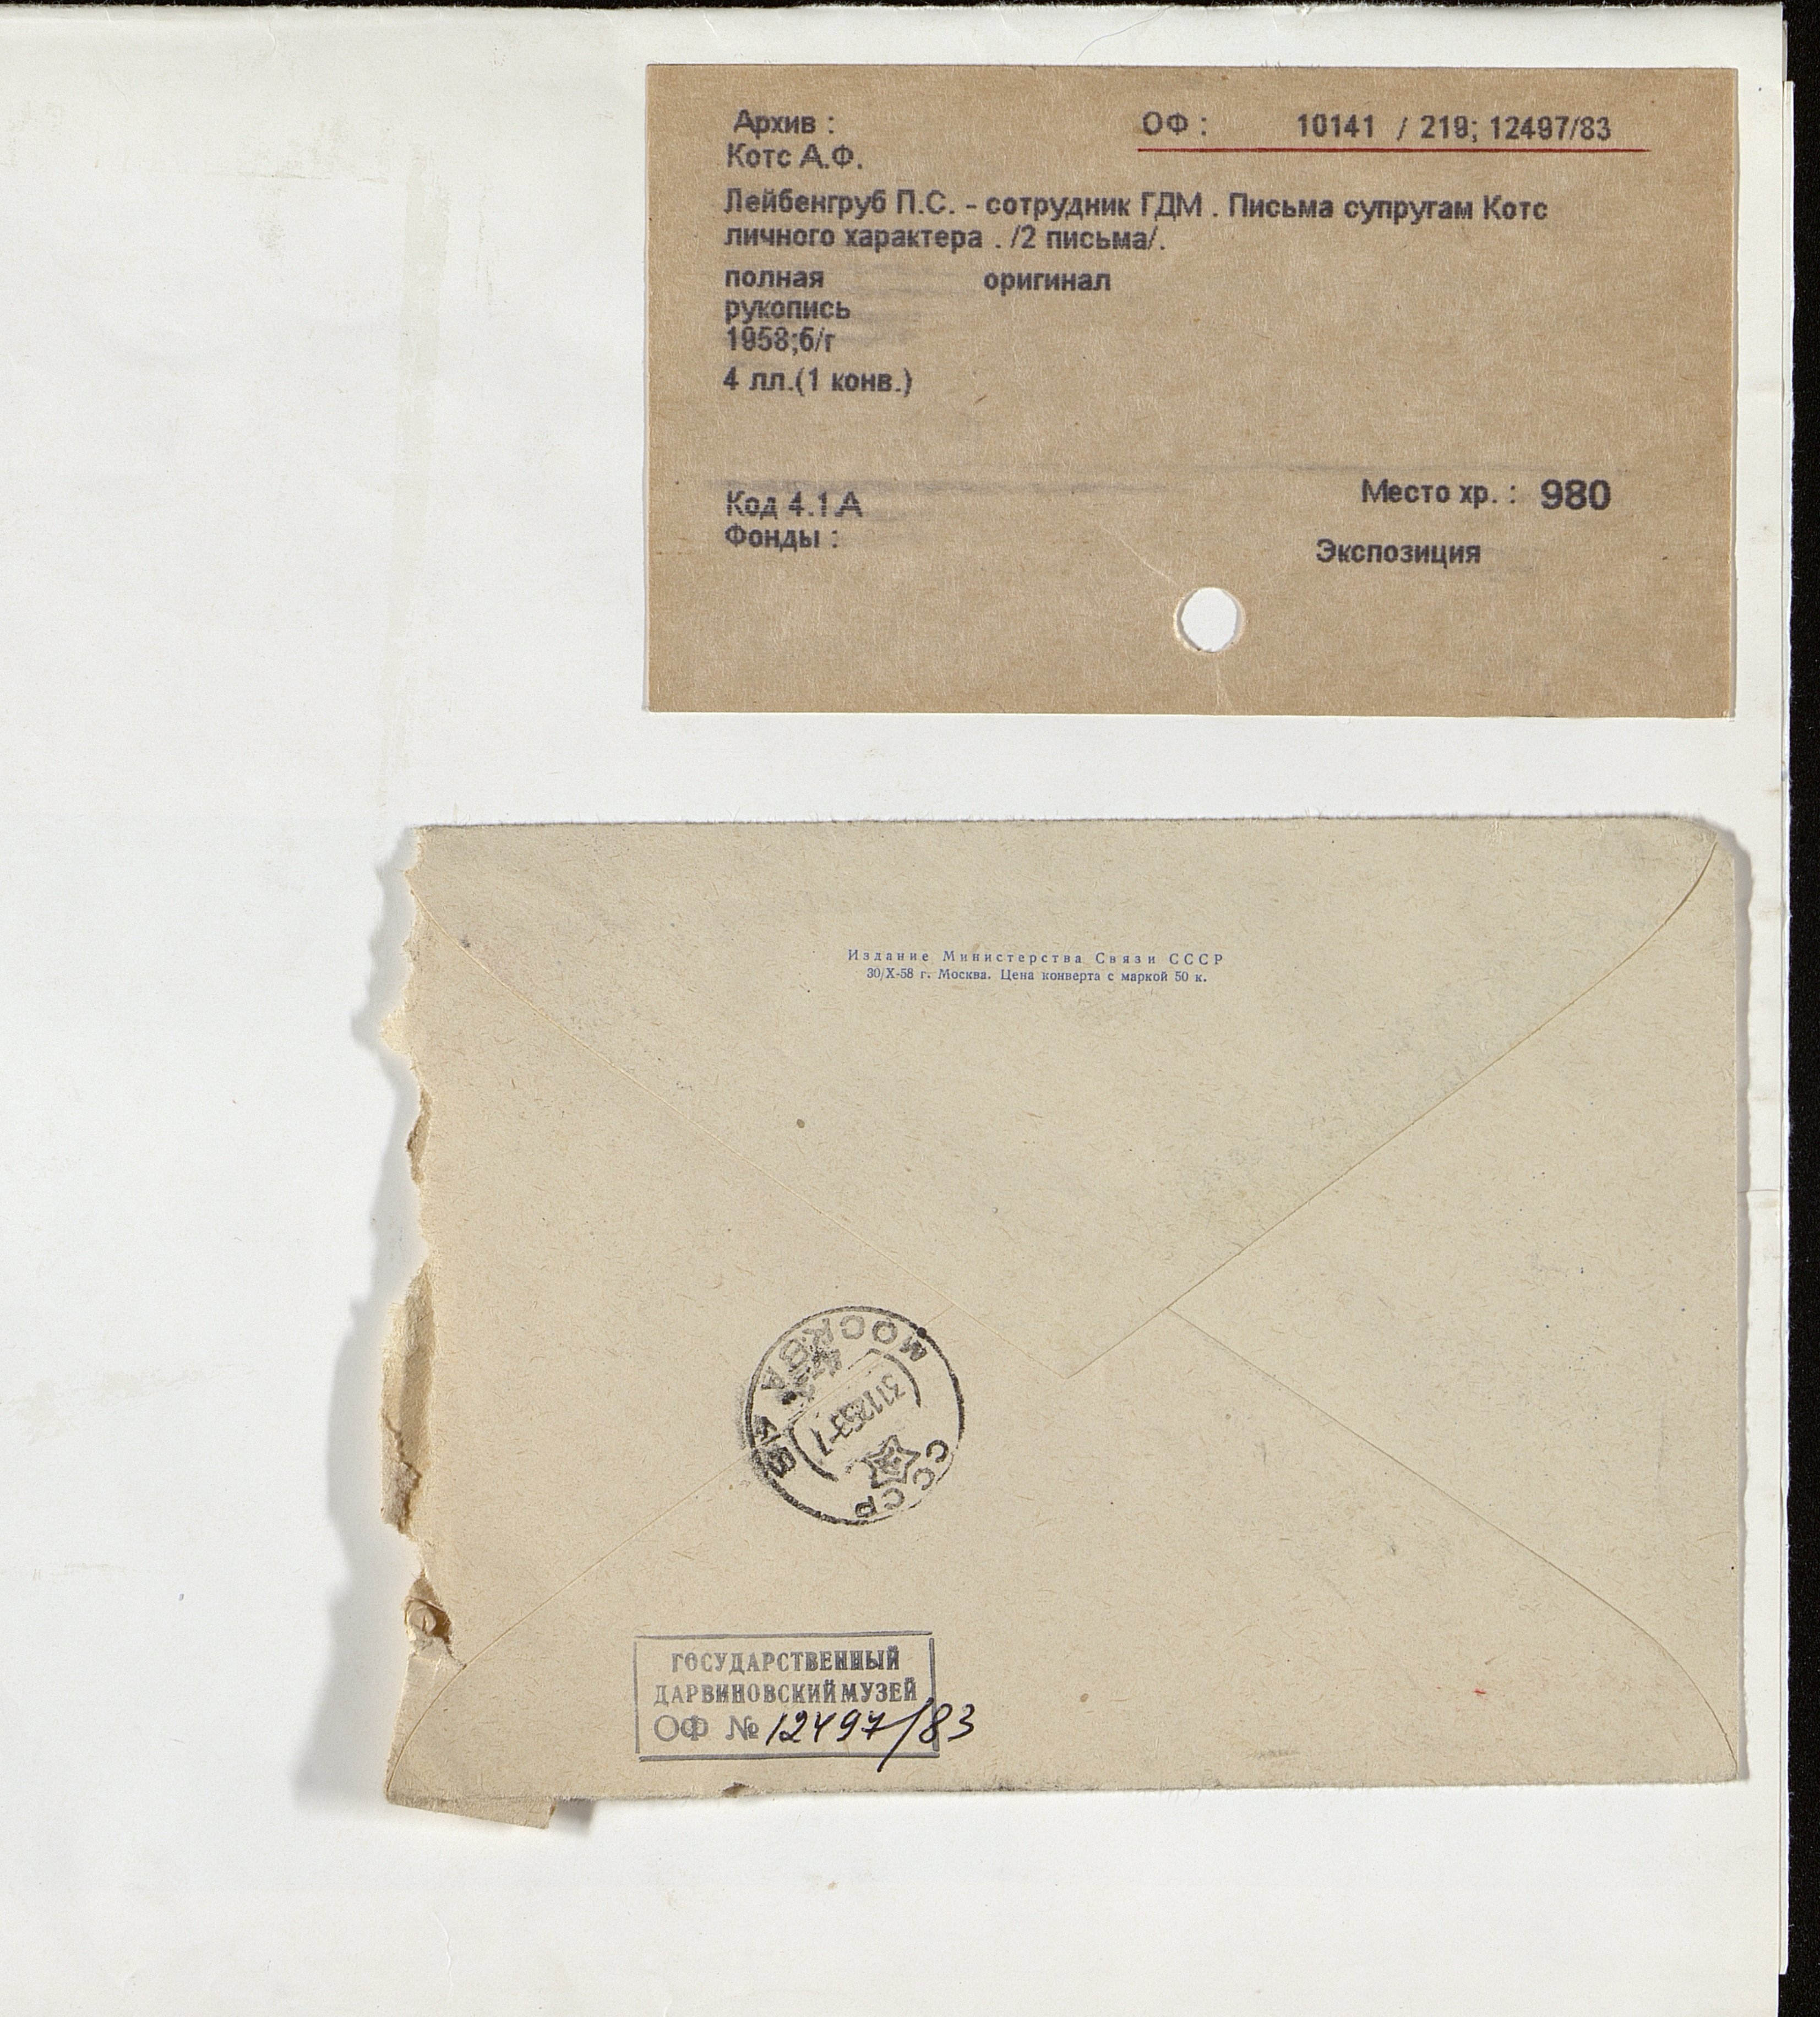 Архив :
ОФ : 10141 / 219; 12497/83
Котс А.Ф.
Лейбенгруб П.С. - сотрудник ГДМ . Письма супругам Котс
личного характера . /2 письма/.
полная оригинал
рукопись
1958;б/г
4 лл.(1 конв.)
Код 4.1.А
Место хр. : 980
Фонды :
Экспозиция
Издание Министерства Связи СССР
30/X-58 г. Москва. Цена конверта с маркой 50 к.
МОСКВА
СССР
ГОСУДАРСТВЕННЫЙ
ДАРВИНОВСКИЙ МУЗЕЙ
ОФ № 12497/83